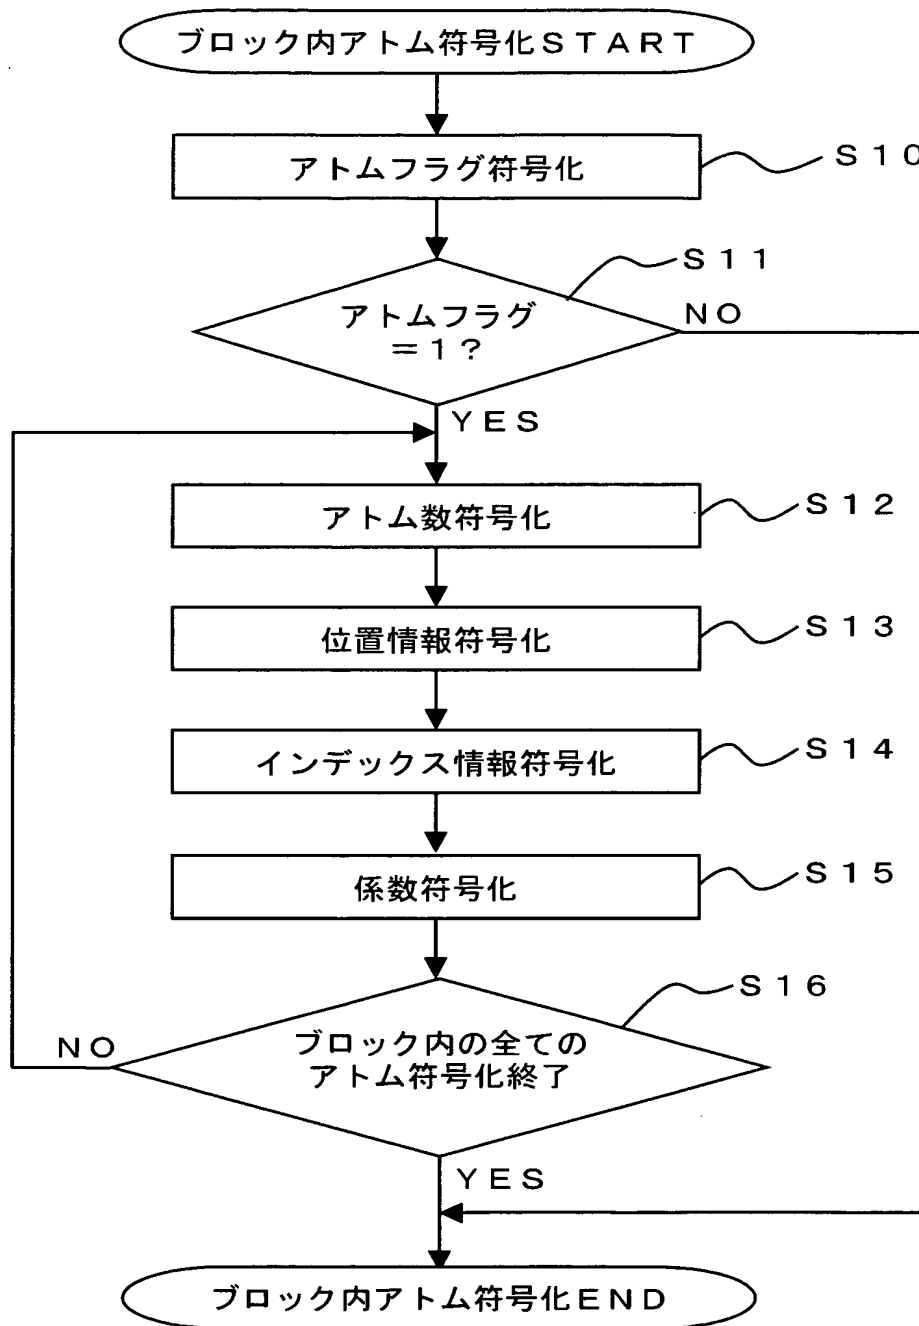 ブロック内アトム符号化ＳＴＡＲＴ
アトムフラグ符号化
Ｓ１０
Ｓ１１
アトムフラグ
＝１？
ＮＯ
ＹＥＳ
アトム数符号化
Ｓ１２
位置情報符号化
Ｓ１３
インデックス情報符号化
Ｓ１４
係数符号化
Ｓ１５
Ｓ１６
ブロック内の全ての
アトム符号化終了
ＮＯ
ＹＥＳ
ブロック内アトム符号化ＥＮＤ